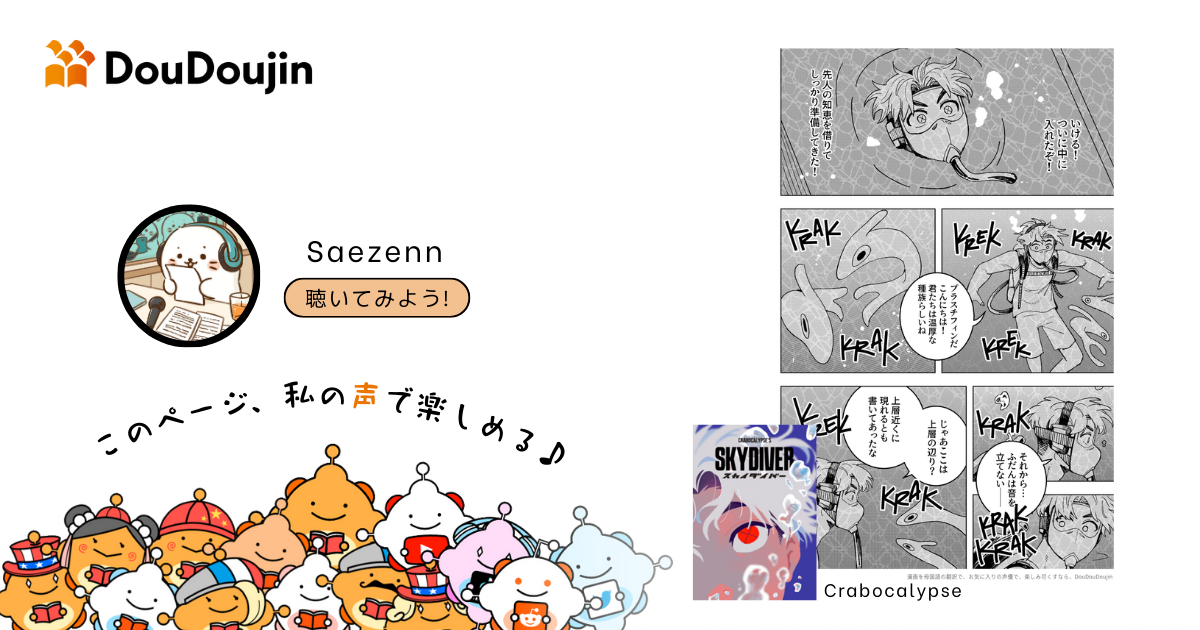 DouDoujin
Saezenn
聴いてみよう!
このページ、私の声で楽しめる♪
いける!
ついに中に
入れたぞ!
先人の知恵を借りて
しっかり準備してきた!
KREK
KRAK
KRAK
プラスチフィンだ
こんにちは!
君たちは温厚な
種族らしいね
KRAK
KREK
じゃあここは
上層の辺り?
上層近くに
現れるとも
書いてあったな
KRAK
KRAK
それから…
ふだんは音を
立てない──
KRAK
KRAK
CRABOCALYPSE'S
SKYDIVER
スカイダイバー
漫画を母国語の翻訳で、お気に入りの声優で、楽しみ尽くすなら、DouDouDoujin
Crabocalypse